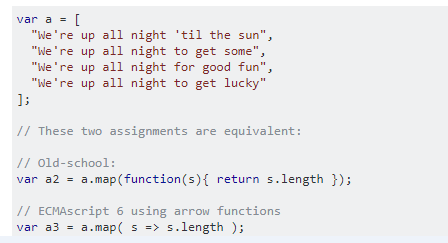 var a = [
  "We're up all night 'til the sun",
  "We're up all night to get some",
  "We're up all night for good fun",
  "We're up all night to get lucky"
];
// These two assignments are equivalent:
// Old-school:
var a2 = a.map(function(s){ return s.length });
// ECMAscript 6 using arrow functions
var a3 = a.map( s => s.length );